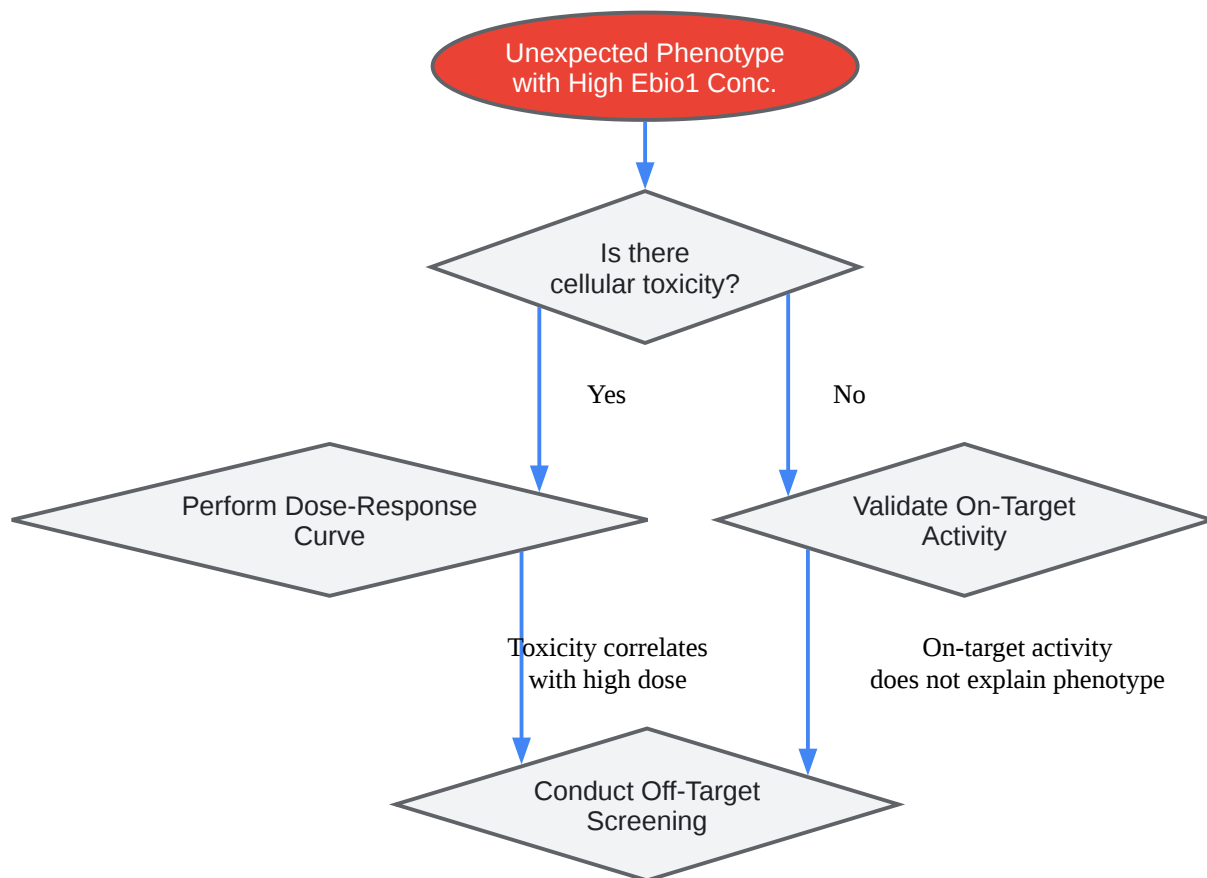 Unexpected Phenotype
with High Ebio1 Conc.
Is there
cellular toxicity?
Yes
No
Perform Dose-Response
Curve
Validate On-Target
Activity
Toxicity correlates
with high dose
On-target activity
does not explain phenotype
Conduct Off-Target
Screening